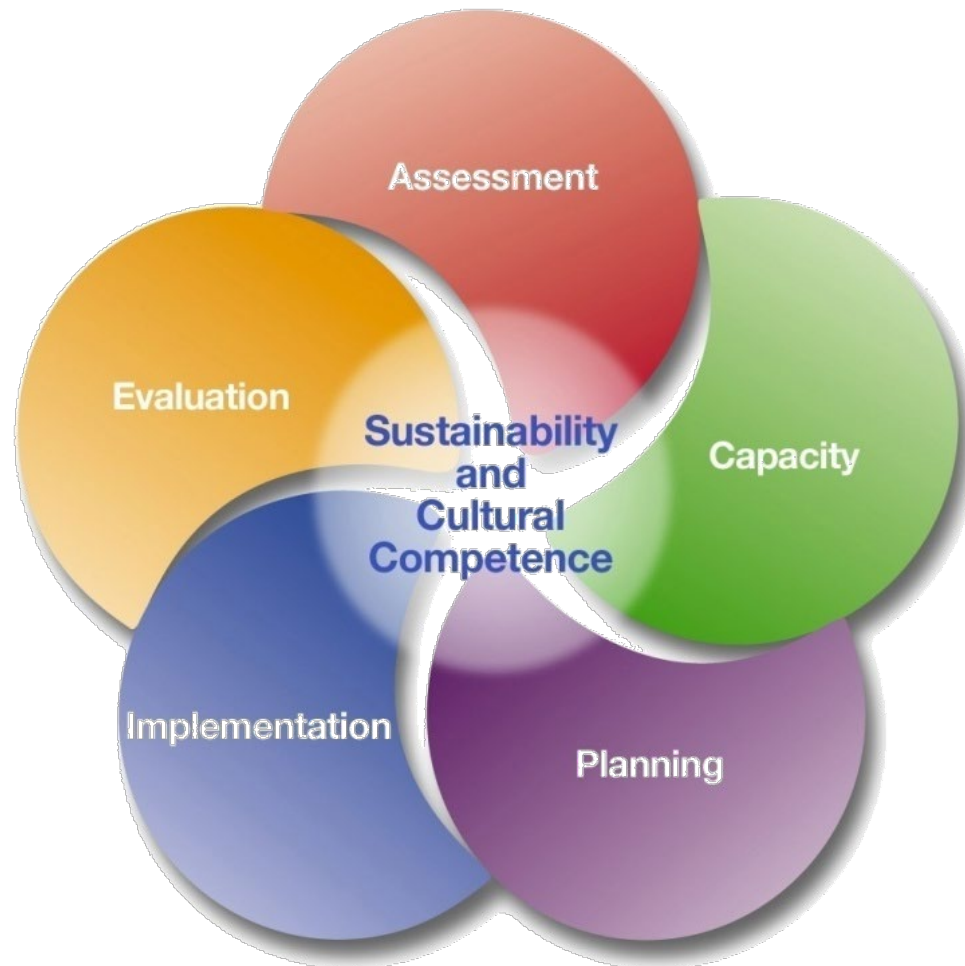 Assessment
Capacity
Planning
Implementation
Evaluation
Sustainability
and
Cultural
Competence